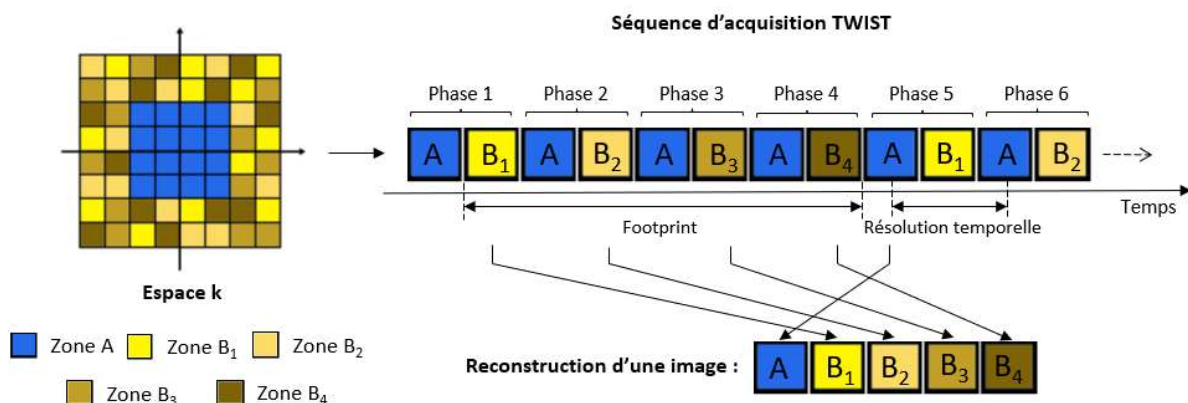 Séquence d'acquisition TWIST
Phase 1 Phase 2 Phase 3 Phase 4 Phase 5 Phase 6
A B₁ A B₂ A B₃ A B₄ A B₁ A B₂
Temps
Footprint Résolution temporelle
Espace k
Zone A Zone B₁ Zone B₂
Zone B₃ Zone B₄
Reconstruction d'une image : A B₁ B₂ B₃ B₄